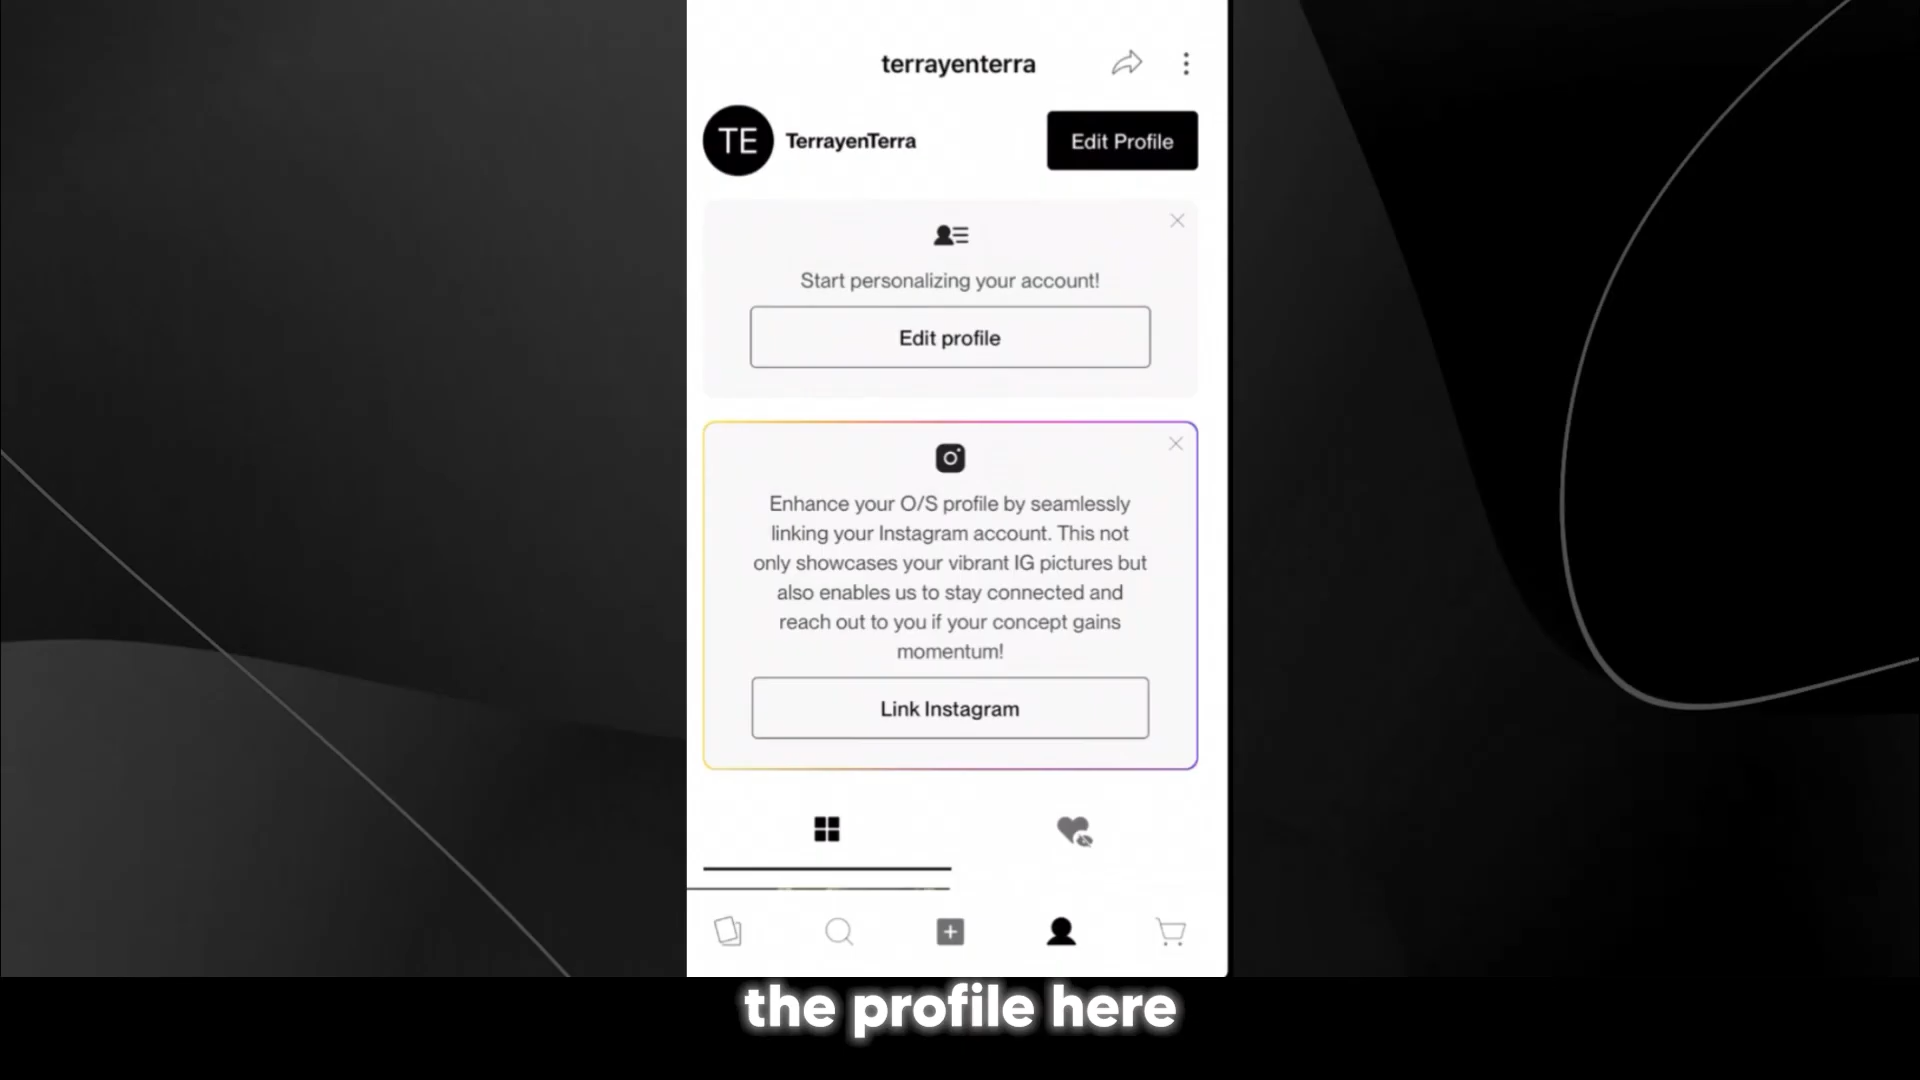 terrayenterra
TE
TerrayenTerra
Edit Profile
Start personalizing your account!
Edit profile
Enhance your O/S profile by seamlessly
linking your Instagram account. This not
only showcases your vibrant IG pictures but
also enables us to stay connected and
reach out to you if your concept gains
momentum!
Link Instagram
the profile here